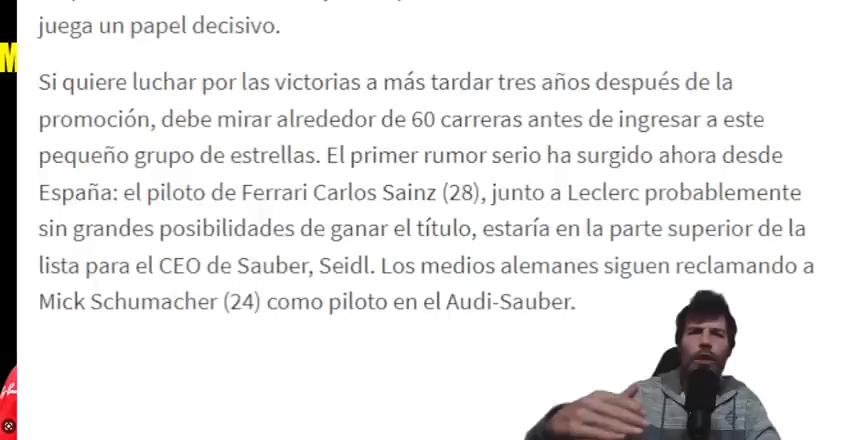 juega un papel decisivo.
Si quiere luchar por las victorias a más tardar tres años después de la
promoción, debe mirar alrededor de 60 carreras antes de ingresar a este
pequeño grupo de estrellas. El primer rumor serio ha surgido ahora desde
España: el piloto de Ferrari Carlos Sainz (28), junto a Leclerc probablemente
sin grandes posibilidades de ganar el título, estaría en la parte superior de la
lista para el CEO de Sauber, Seidl. Los medios alemanes siguen reclamando a
Mick Schumacher (24) como piloto en el Audi-Sauber.
M